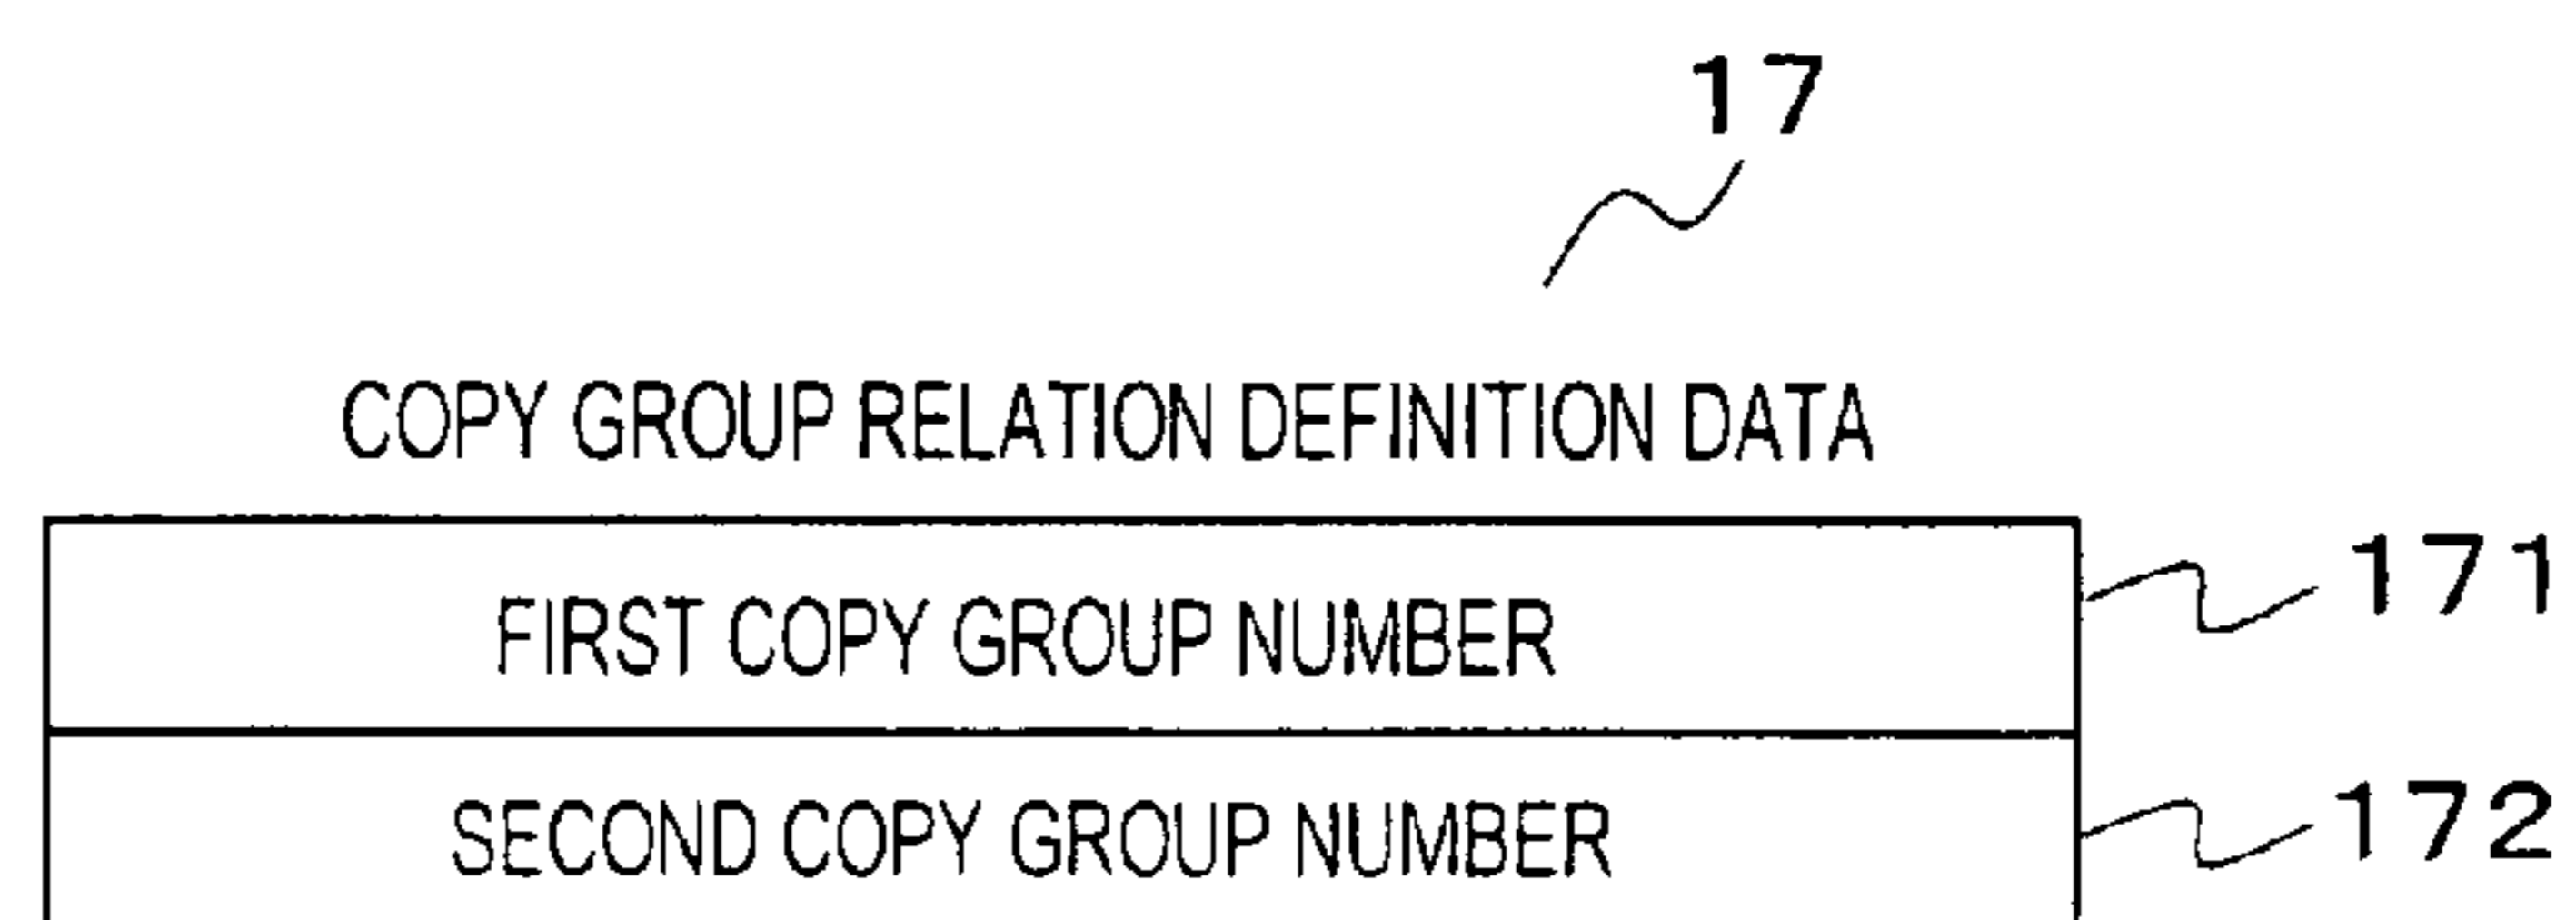 17
COPY GROUP RELATION DEFINITION DATA
FIRST COPY GROUP NUMBER 171
SECOND COPY GROUP NUMBER 172